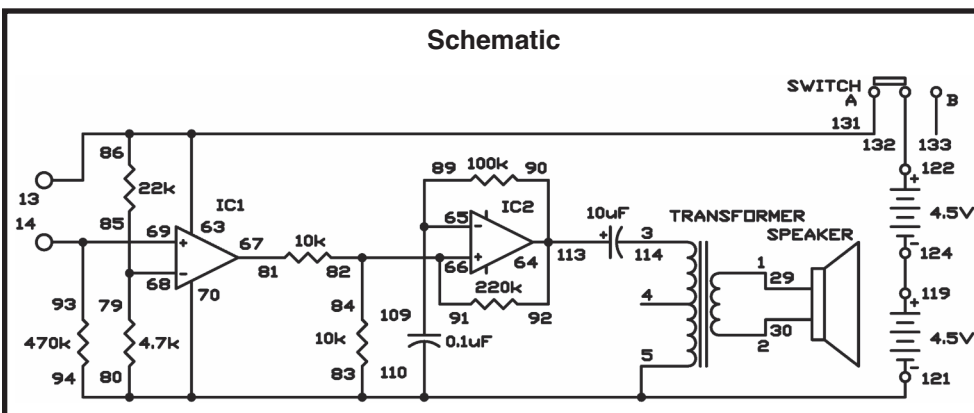 Schematic
SWITCH
A B
131 132 133
86 122
89 100k 90
13 22k IC1 IC2 10uF + 4.5V
14 85 69 + 63 65 - TRANSFORMER
3 SPEAKER
67 10k + 66 64 113 114 - 124
81 82 1
68 - 70 220k 29 119
93 79 84 109 91 92 4 +
470k 4.7k 10k 0.1uF 30 4.5V
2
94 80 83 110 5 -
121